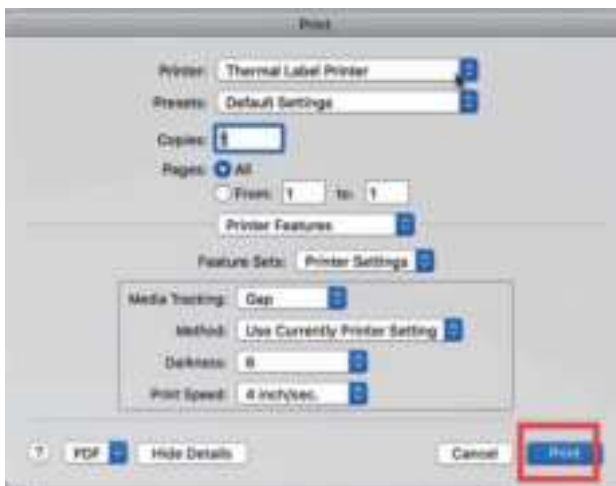 Print
Printer: Thermal Label Printer
Presets: Default Settings
Copies: 1
Pages: All
From: 1 to: 1
Printer Features
Feature Sets: Printer Settings
Media Tracking: Gap
Method: Use Currently Printer Setting
Darkness: 8
Print Speed: 4 inch/sec.
? PDF Hide Details Cancel Print